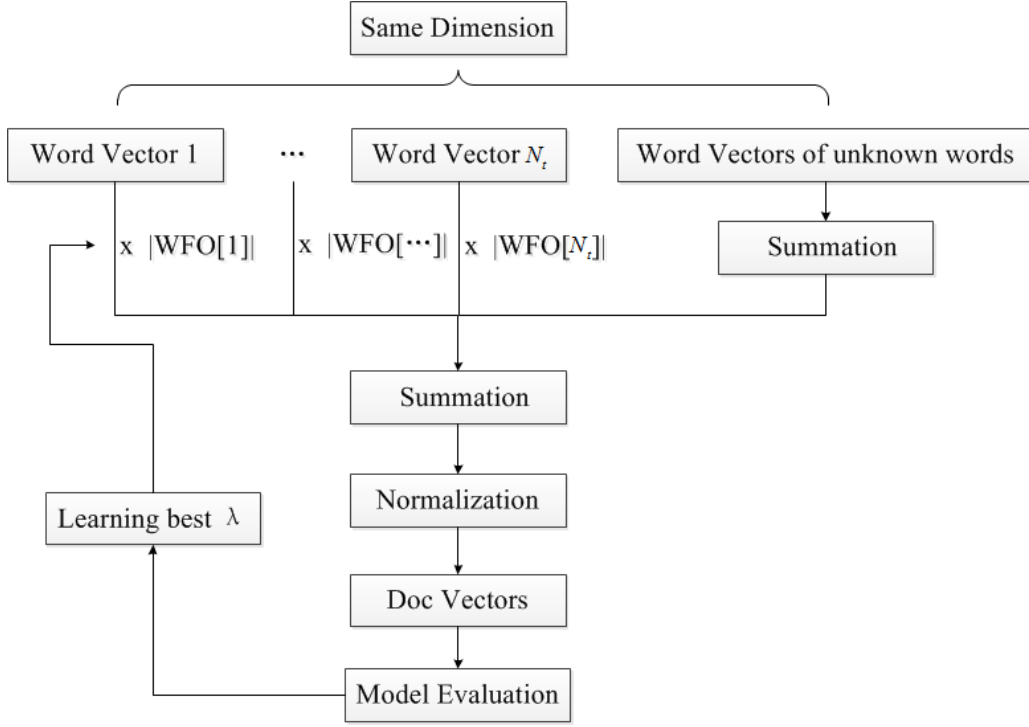 Same Dimension
Word Vector 1
···
Word Vector N_t
Word Vectors of unknown words
x |WFO[1]|
x |WFO[···]|
x |WFO[N_t]|
Summation
Summation
Normalization
Learning best λ
Doc Vectors
Model Evaluation